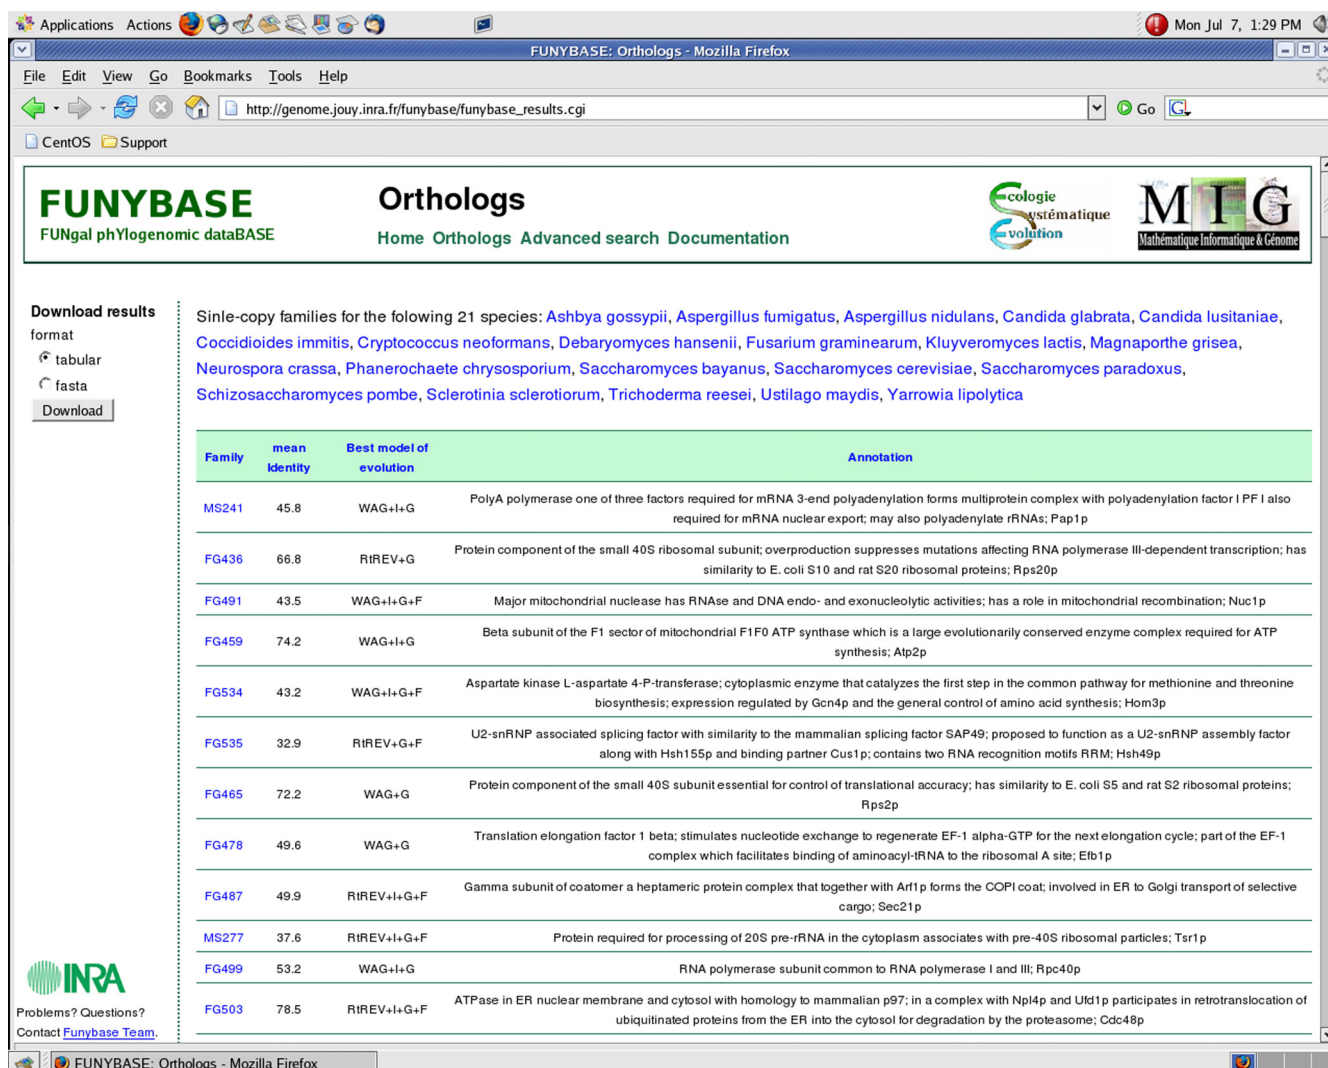 Applications Actions Mon Jul 7, 1:29 PM
FUNYBASE: Orthologs - Mozilla Firefox
File Edit View Go Bookmarks Tools Help
http://genome.jouy.inra.fr/funybase/funybase_results.cgi Go G
CentOS Support
FUNYBASE
FUNgal phYlogenomic dataBASE
Orthologs
Home Orthologs Advanced search Documentation
Ecologie
Systématique
Evolution
MIG
Mathématique Informatique & Génome
Download results
format
tabular
fasta
Download
Sinle-copy families for the folowing 21 species: Ashbya gossypii, Aspergillus fumigatus, Aspergillus nidulans, Candida glabrata, Candida lusitaniae,
Coccidioides immitis, Cryptococcus neoformans, Debaryomyces hansenii, Fusarium graminearum, Kluyveromyces lactis, Magnaporthe grisea,
Neurospora crassa, Phanerochaete chrysosporium, Saccharomyces bayanus, Saccharomyces cerevisiae, Saccharomyces paradoxus,
Schizosaccharomyces pombe, Sclerotinia sclerotiorum, Trichoderma reesei, Ustilago maydis, Yarrowia lipolytica
Family mean Identity Best model of evolution Annotation
MS241 45.8 WAG+I+G PolyA polymerase one of three factors required for mRNA 3-end polyadenylation forms multiprotein complex with polyadenylation factor I PF I also
required for mRNA nuclear export; may also polyadenylate rRNAs; Pap1p
FG436 66.8 RtREV+G Protein component of the small 40S ribosomal subunit; overproduction suppresses mutations affecting RNA polymerase III-dependent transcription; has
similarity to E. coli S10 and rat S20 ribosomal proteins; Rps20p
FG491 43.5 WAG+I+G+F Major mitochondrial nuclease has RNAse and DNA endo- and exonucleolytic activities; has a role in mitochondrial recombination; Nuc1p
FG459 74.2 WAG+I+G Beta subunit of the F1 sector of mitochondrial F1F0 ATP synthase which is a large evolutionarily conserved enzyme complex required for ATP
synthesis; Atp2p
FG534 43.2 WAG+I+G+F Aspartate kinase L-aspartate 4-P-transferase; cytoplasmic enzyme that catalyzes the first step in the common pathway for methionine and threonine
biosynthesis; expression regulated by Gcn4p and the general control of amino acid synthesis; Hom3p
FG535 32.9 RtREV+G+F U2-snRNP associated splicing factor with similarity to the mammalian splicing factor SAP49; proposed to function as a U2-snRNP assembly factor
along with Hsh155p and binding partner Cus1p; contains two RNA recognition motifs RRM; Hsh49p
FG465 72.2 WAG+G Protein component of the small 40S subunit essential for control of translational accuracy; has similarity to E. coli S5 and rat S2 ribosomal proteins;
Rps2p
FG478 49.6 WAG+G Translation elongation factor 1 beta; stimulates nucleotide exchange to regenerate EF-1 alpha-GTP for the next elongation cycle; part of the EF-1
complex which facilitates binding of aminoacyl-tRNA to the ribosomal A site; Efb1p
FG487 49.9 RtREV+I+G+F Gamma subunit of coatomer a heptameric protein complex that together with Arf1p forms the COPI coat; involved in ER to Golgi transport of selective
cargo; Sec21p
MS277 37.6 RtREV+I+G+F Protein required for processing of 20S pre-rRNA in the cytoplasm associates with pre-40S ribosomal particles; Tsr1p
FG499 53.2 WAG+I+G RNA polymerase subunit common to RNA polymerase I and III; Rpc40p
FG503 78.5 RtREV+I+G+F ATPase in ER nuclear membrane and cytosol with homology to mammalian p97; in a complex with Npl4p and Ufd1p participates in retrotranslocation of
ubiquitinated proteins from the ER into the cytosol for degradation by the proteasome; Cdc48p
INRA
Problems? Questions?
Contact Funybase Team.
FUNYBASE: Orthologs - Mozilla Firefox